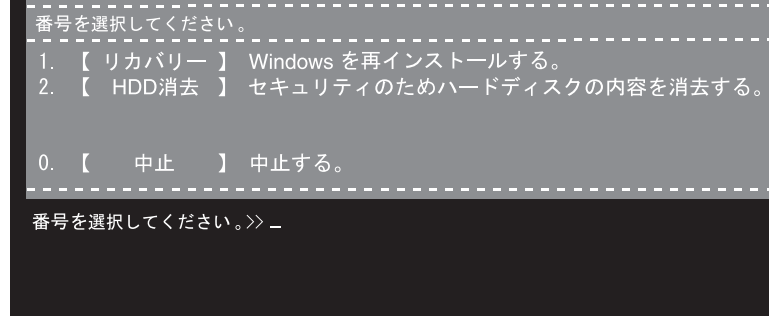 番号を選択してください。
1. 【 リカバリー 】 Windows を再インストールする。
2. 【 HDD消去 】 セキュリティのためハードディスクの内容を消去する。
0. 【 中止 】 中止する。
番号を選択してください。>> _